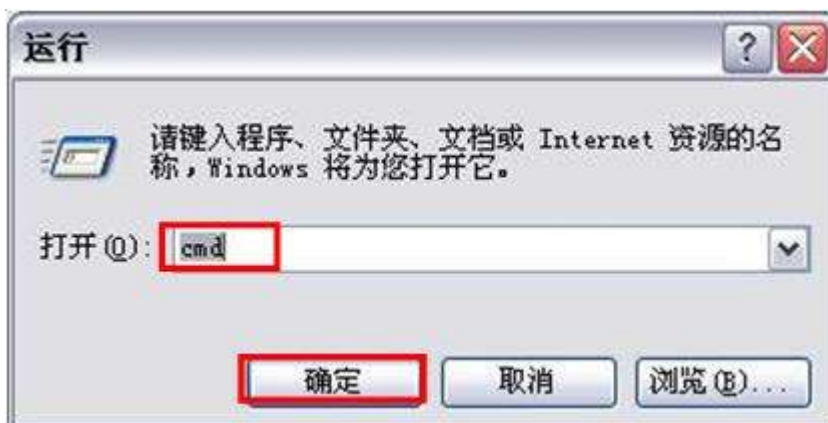 运行
请键入程序、文件夹、文档或 Internet 资源的名
称，Windows 将为您打开它。
打开(O): cmd
确定 取消 浏览(B)...